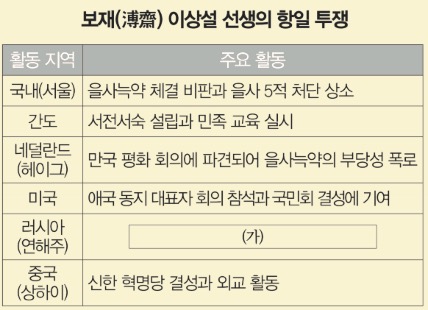 보재(溥齋) 이상설 선생의 항일 투쟁
활동 지역 주요 활동
국내(서울) 을사늑약 체결 비판과 을사 5적 처단 상소
간도 서전서숙 설립과 민족 교육 실시
네덜란드
(헤이그) 만국 평화 회의에 파견되어 을사늑약의 부당성 폭로
미국 애국 동지 대표자 회의 참석과 국민회 결성에 기여
러시아
(연해주) (가)
중국
(상하이) 신한 혁명당 결성과 외교 활동